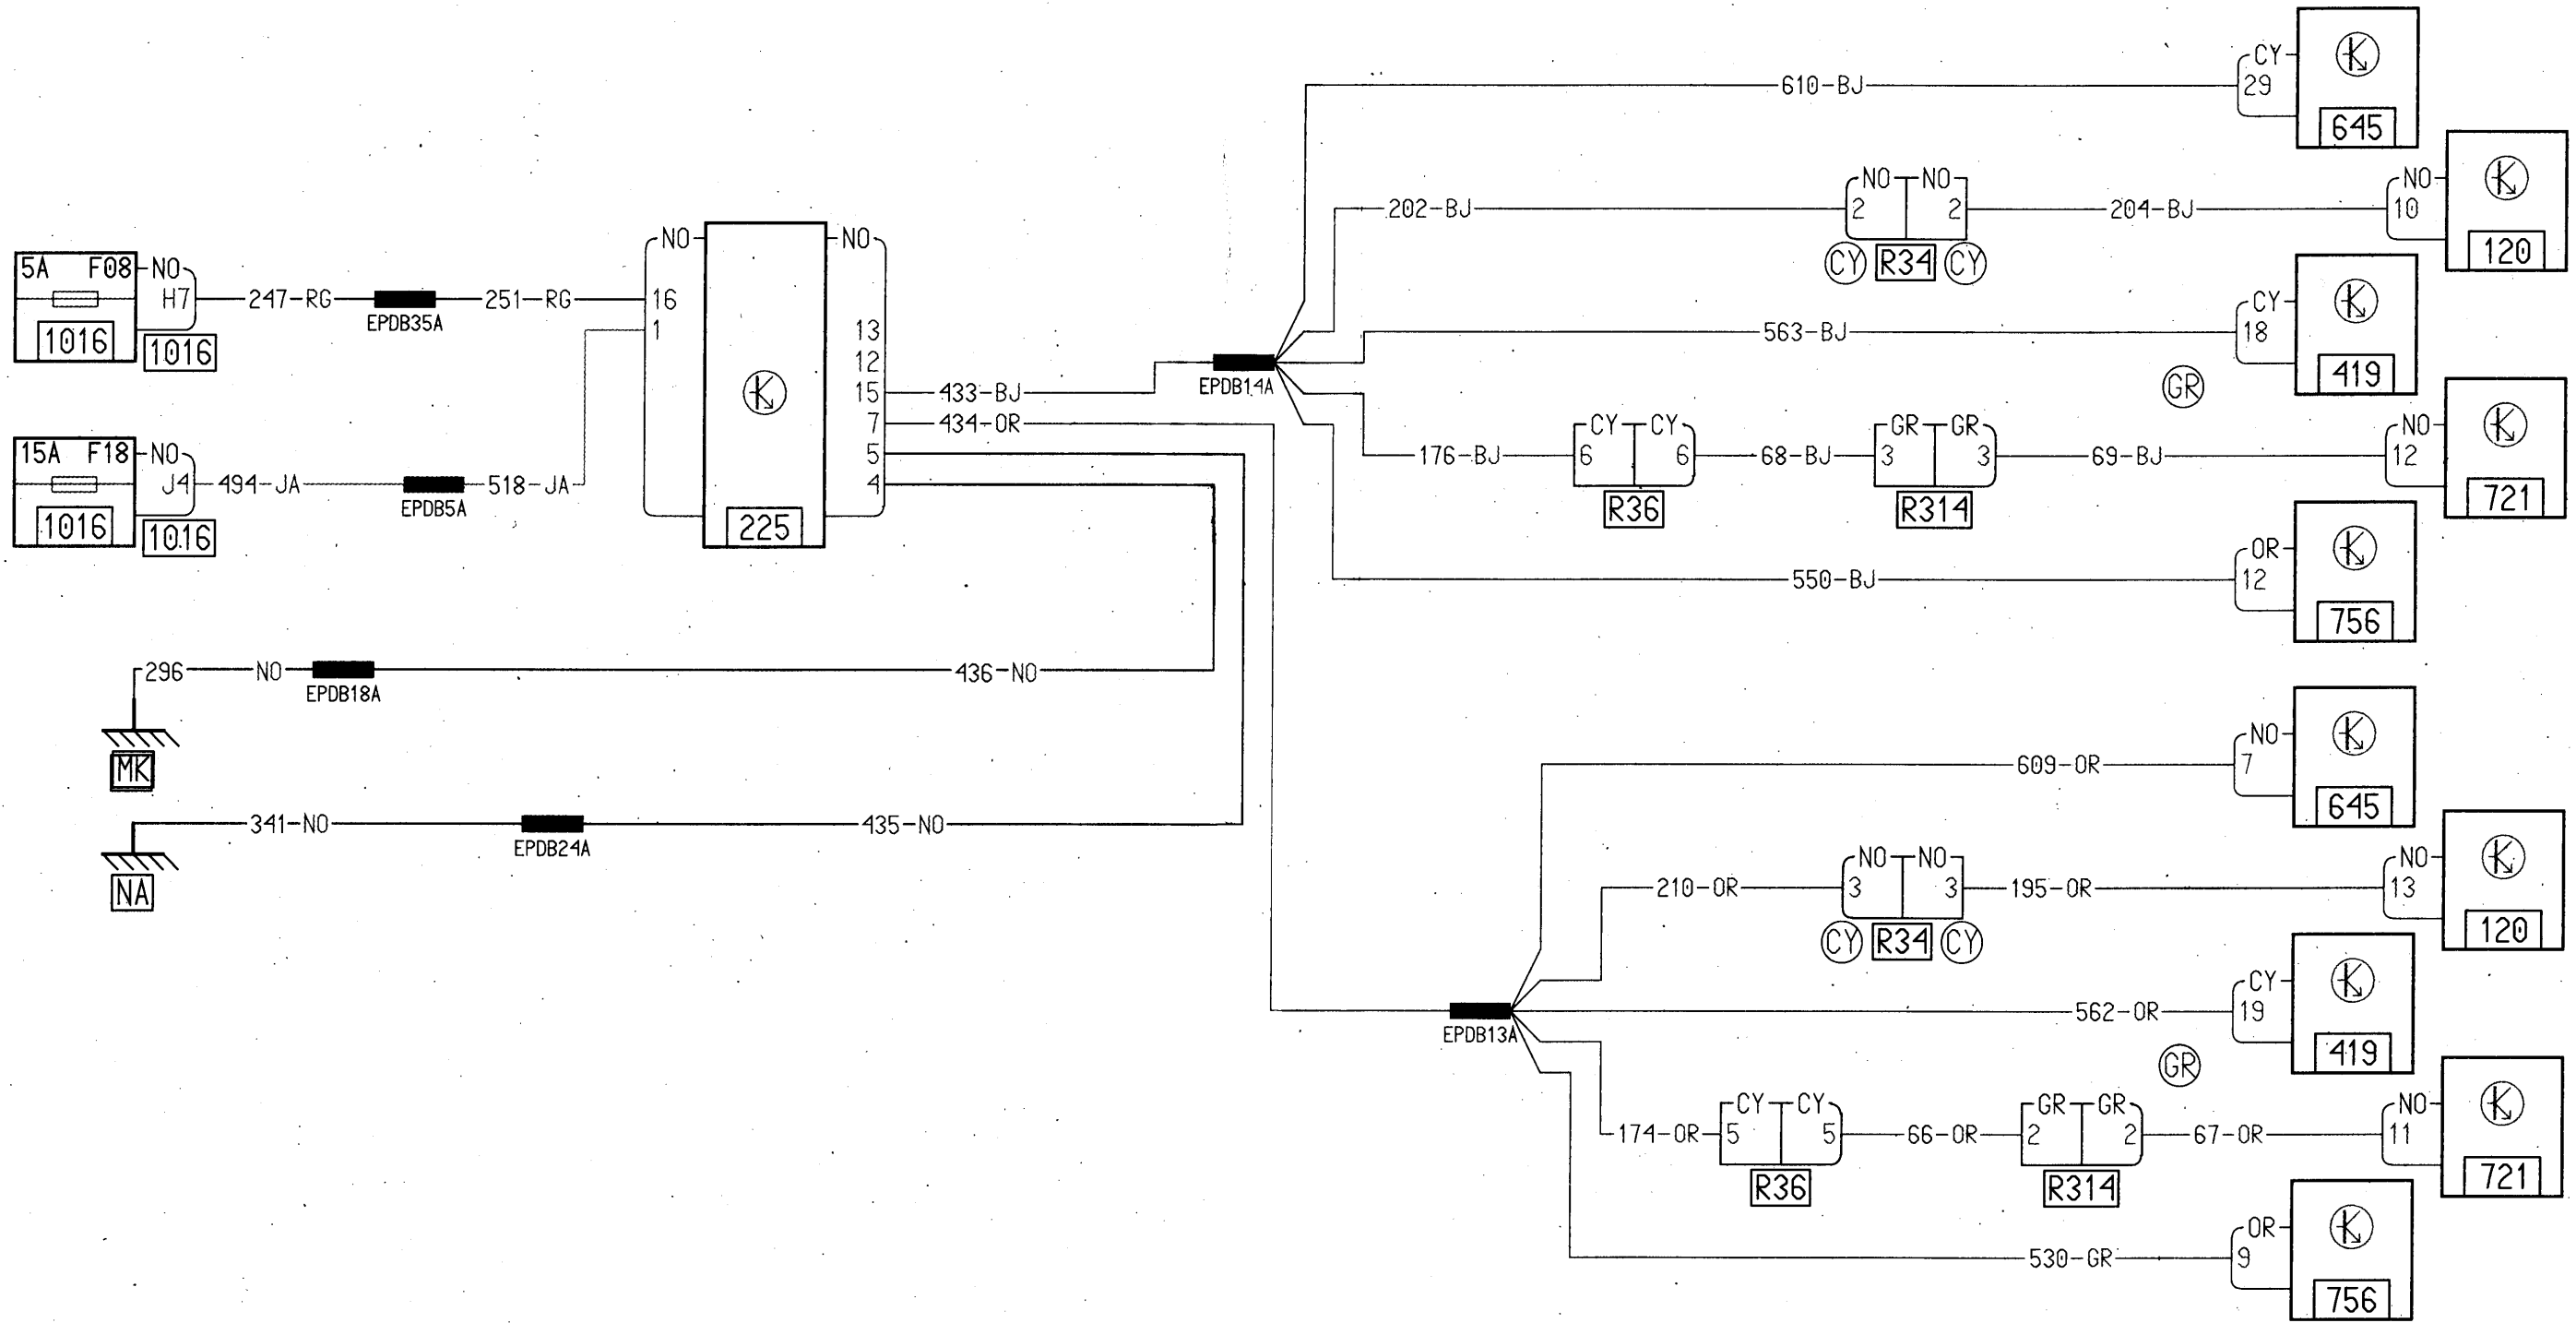 5A F08 NO
H7
1016
1016
247-RG
EPDB35A
251-RG
15A F18 NO
J4
1016
1016
494-JA
EPDB5A
518-JA
NO
16
1
225
NO
13
12
15
7
5
4
433-BJ
434-OR
EPDB14A
296 NO
EPDB18A
436-NO
MK
341-NO
EPDB24A
435-NO
NA
610-BJ
CY
29
645
202-BJ
NO NO
2 2
CY R34 CY
204-BJ
NO
10
120
563-BJ
CY
18
419
GR
176-BJ
CY CY
6 6
R36
68-BJ
GR GR
3 3
R314
69-BJ
NO
12
721
550-BJ
OR
12
756
EPDB13A
609-OR
NO
7
645
210-OR
NO NO
3 3
CY R34 CY
195-OR
NO
13
120
562-OR
CY
19
419
GR
174-OR
CY CY
5 5
R36
66-OR
GR GR
2 2
R314
67-OR
NO
11
721
530-GR
OR
9
756